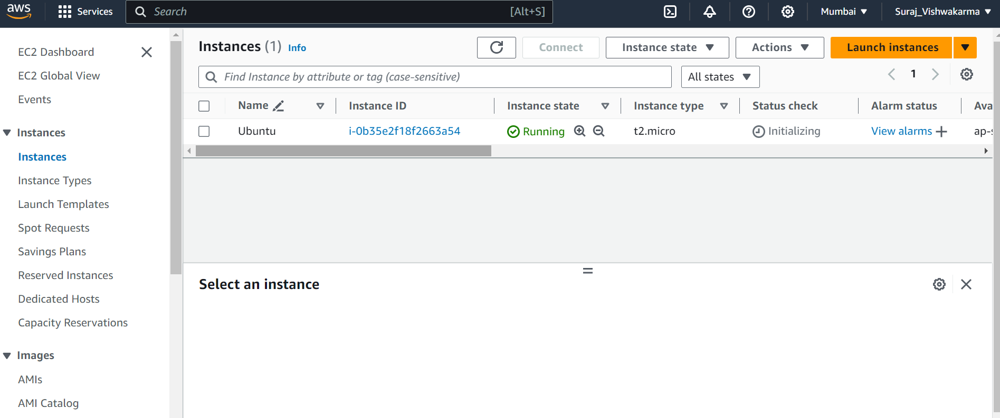 aws Services Search [Alt+S] Mumbai Suraj_Vishwakarma
EC2 Dashboard
EC2 Global View
Events
Instances
Instances
Instance Types
Launch Templates
Spot Requests
Savings Plans
Reserved Instances
Dedicated Hosts
Capacity Reservations
Images
AMIs
AMI Catalog
Instances (1) Info Connect Instance state Actions Launch instances
Find Instance by attribute or tag (case-sensitive) All states 1
Name Instance ID Instance state Instance type Status check Alarm status Ava
Ubuntu i-0b35e2f18f2663a54 Running t2.micro Initializing View alarms ap-s
Select an instance